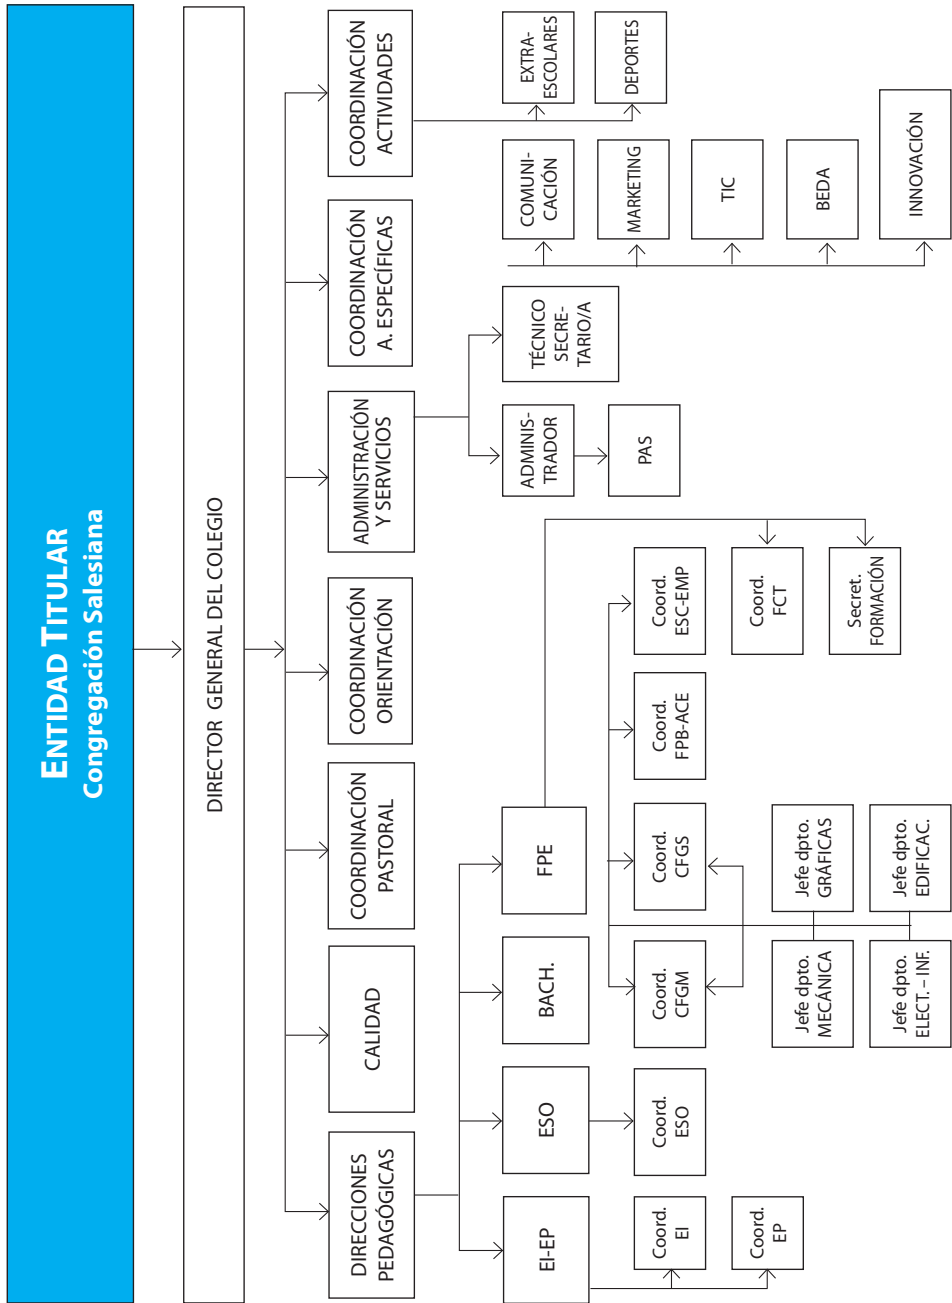 ENTIDAD TITULAR
Congregación Salesiana
DIRECTOR GENERAL DEL COLEGIO
DIRECCIONES
PEDAGÓGICAS
CALIDAD
COORDINACIÓN
PASTORAL
COORDINACIÓN
ORIENTACIÓN
ADMINISTRACIÓN
Y SERVICIOS
COORDINACIÓN
A. ESPECÍFICAS
COORDINACIÓN
ACTIVIDADES
EI-EP
ESO
BACH.
FPE
ADMINIS-
TRADOR
TÉCNICO
SECRE-
TARIO/A
COMUNI-
CACIÓN
EXTRA-
ESCOLARES
PAS
MARKETING
DEPORTES
TIC
BEDA
INNOVACIÓN
Coord.
EI
Coord.
ESO
Coord.
CFGM
Coord.
CFGS
Coord.
FPB-ACE
Coord.
ESC-EMP
Coord.
EP
Jefe dpto.
MECÁNICA
Jefe dpto.
GRÁFICAS
Coord.
FCT
Jefe dpto.
ELECT. – INF.
Jefe dpto.
EDIFICAC.
Secret.
FORMACIÓN